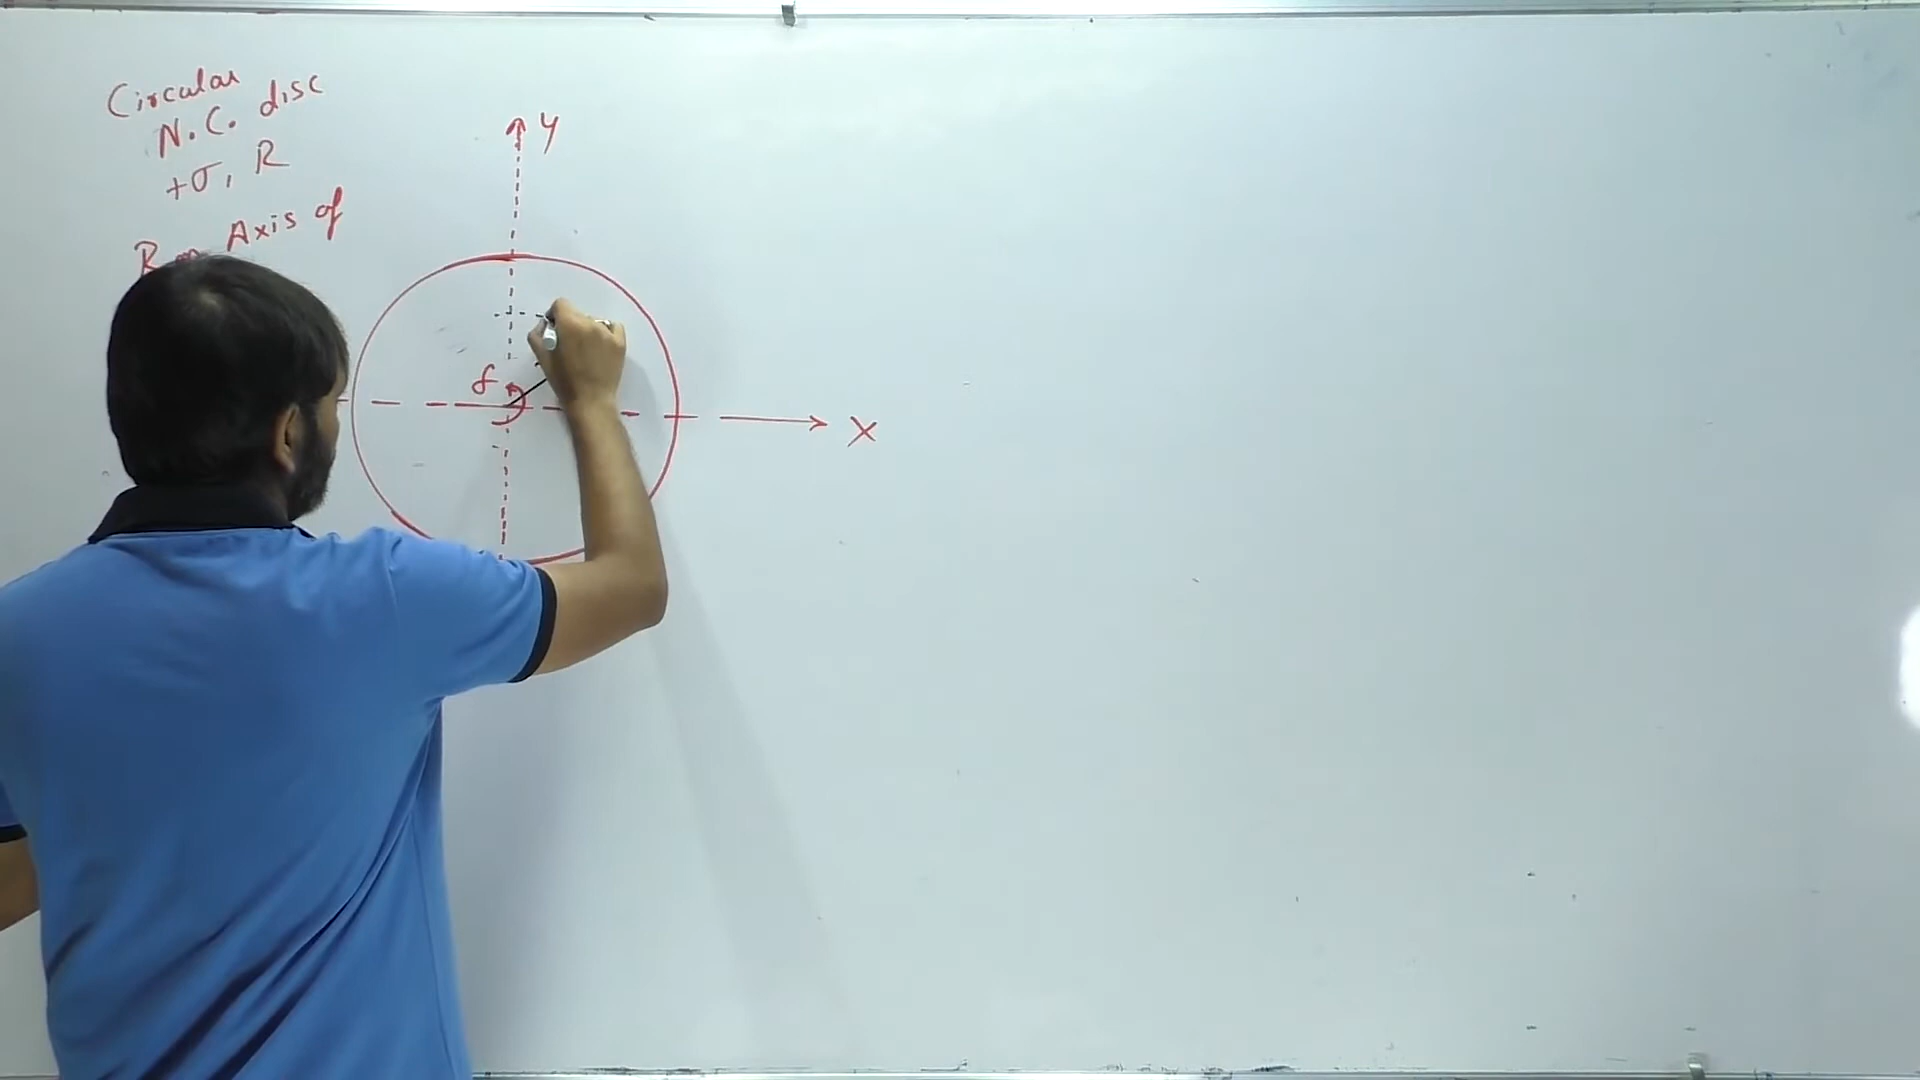 Circular
N.C. disc
+σ, R
Axis of
y
f
X